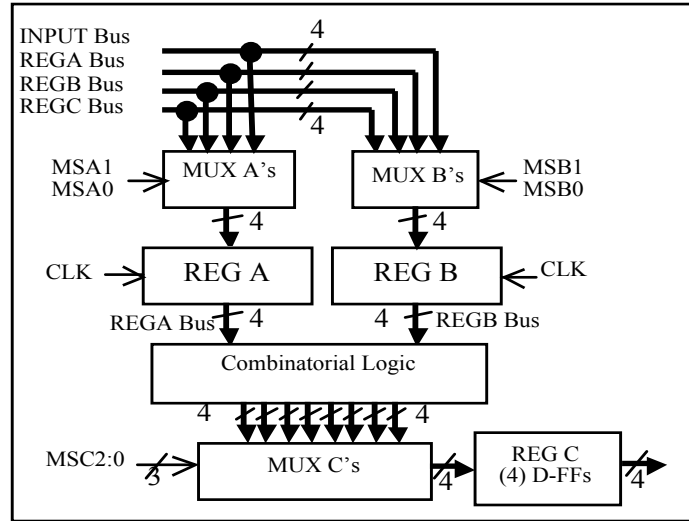 INPUT Bus
4
REGA Bus
REGB Bus
REGC Bus
4
MSA1
MSA0
MUX A's
MUX B's
MSB1
MSB0
4
4
CLK
REG A
REG B
CLK
REGA Bus
4
4
REGB Bus
Combinatorial Logic
4
4
MSC2:0
3
MUX C's
4
REG C
(4) D-FFs
4